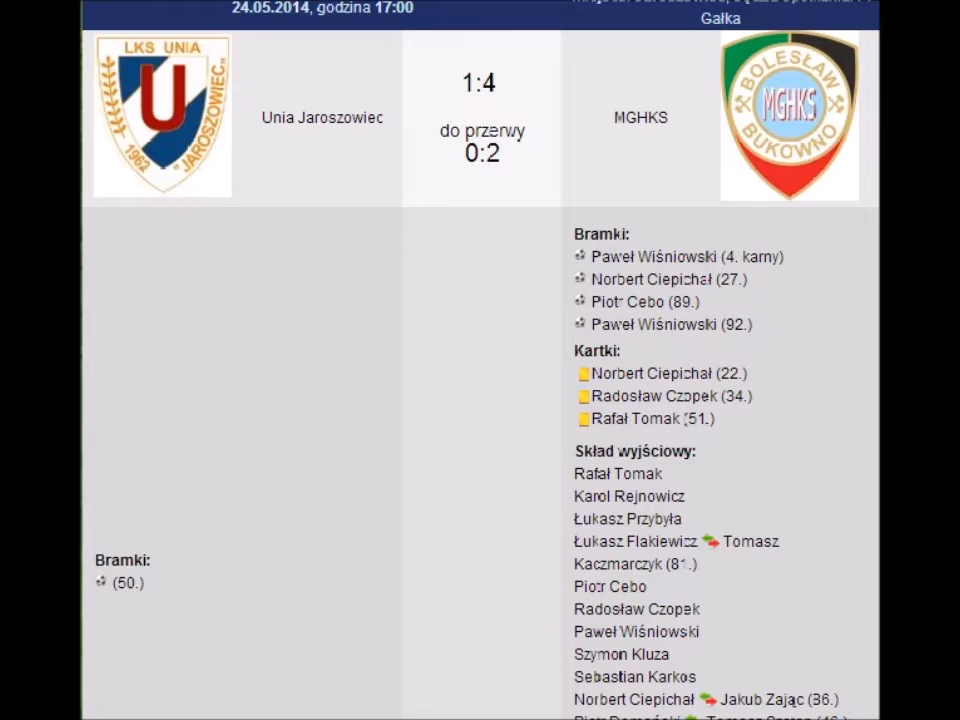 24.05.2014, godzina 17:00
Gałka
LKS UNIA
U
1962
"JAROSZOWIEC"
Unia Jaroszowiec
1:4
do przerwy
0:2
MGHKS
BOLESŁAW
MGHKS
BUKOWNO
Bramki:
Paweł Wiśniowski (4. karny)
Norbert Ciepichał (27.)
Piotr Cebo (89.)
Paweł Wiśniowski (92.)
Kartki:
Norbert Ciepichał (22.)
Radosław Czopek (34.)
Rafał Tomak (51.)
Skład wyjściowy:
Rafał Tomak
Karol Rejnowicz
Łukasz Przybyła
Łukasz Flakiewicz Tomasz
Kaczmarczyk (81.)
Piotr Cebo
Radosław Czopek
Paweł Wiśniowski
Szymon Kluza
Sebastian Karkos
Norbert Ciepichał Jakub Zając (86.)
Bramki:
(50.)